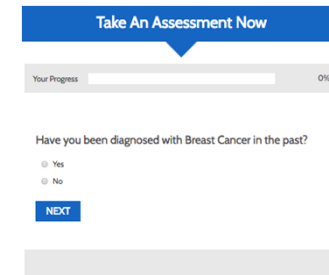 Take An Assessment Now
Your Progress 0%
Have you been diagnosed with Breast Cancer in the past?
Yes
No
NEXT